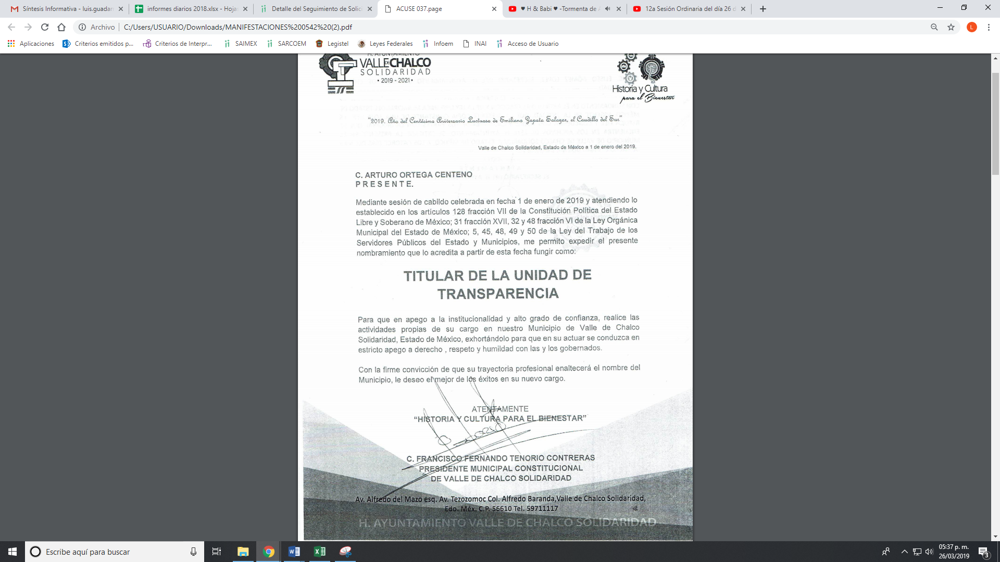 Síntesis Informativa - luis.guadar
informes diarios 2018.xlsx - Hoja
Detalle del Seguimiento de Solici
ACUSE 037.page
♥ H & Babi ♥ -Tormenta de
12a Sesión Ordinaria del día 26 d
Archivo
C:/Users/USUARIO/Downloads/MANIFESTACIONES%200542%20(2).pdf
L
Aplicaciones
Criterios emitidos p...
Criterios de Interpr...
SAIMEX
SARCOEM
Legistel
Leyes Federales
Infoem
INAI
Acceso de Usuario
H. AYUNTAMIENTO
VALLE DE CHALCO
SOLIDARIDAD
• 2019 - 2021 •
Historia y Cultura
para el Bienestar
"2019. Año del Centésimo Aniversario Luctuoso de Emiliano Zapata Salazar, el Caudillo del Sur"
Valle de Chalco Solidaridad, Estado de México a 1 de enero del 2019.
C. ARTURO ORTEGA CENTENO
P R E S E N T E.
Mediante sesión de cabildo celebrada en fecha 1 de enero de 2019 y atendiendo lo
establecido en los artículos 128 fracción VII de la Constitución Política del Estado
Libre y Soberano de México; 31 fracción XVII, 32 y 48 fracción VI de la Ley Orgánica
Municipal del Estado de México; 5, 45, 48, 49 y 50 de la Ley del Trabajo de los
Servidores Públicos del Estado y Municipios, me permito expedir el presente
nombramiento que lo acredita a partir de esta fecha fungir como:
TITULAR DE LA UNIDAD DE
TRANSPARENCIA
Para que en apego a la institucionalidad y alto grado de confianza, realice las
actividades propias de su cargo en nuestro Municipio de Valle de Chalco
Solidaridad, Estado de México, exhortándolo para que en su actuar se conduzca en
estricto apego a derecho , respeto y humildad con las y los gobernados.
Con la firme convicción de que su trayectoria profesional enaltecerá el nombre del
Municipio, le deseo el mejor de los éxitos en su nuevo cargo.
ATENTAMENTE
"HISTORIA Y CULTURA PARA EL BIENESTAR"
C. FRANCISCO FERNANDO TENORIO CONTRERAS
PRESIDENTE MUNICIPAL CONSTITUCIONAL
DE VALLE DE CHALCO SOLIDARIDAD
Av. Alfredo del Mazo esq. Av. Tezozomoc Col. Alfredo Baranda,Valle de Chalco Solidaridad,
Edo. Méx. C.P. 56610 Tel. 59711117
H. AYUNTAMIENTO VALLE DE CHALCO SOLIDARIDAD
Escribe aquí para buscar
05:37 p. m.
26/03/2019
3